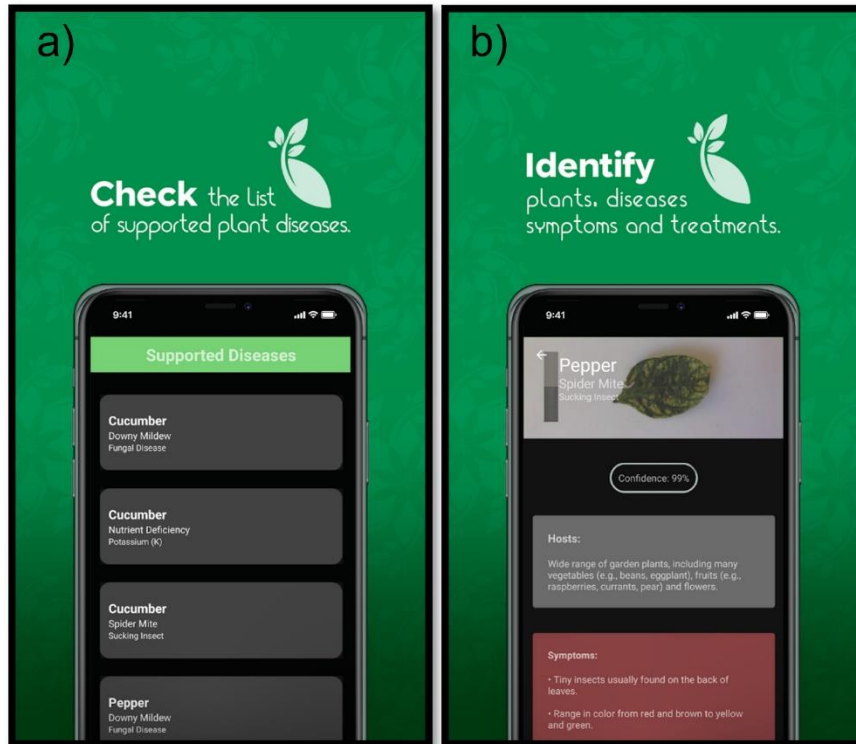 a)
Check the List
of supported plant diseases.
9:41
Supported Diseases
Cucumber
Downy Mildew
Fungal Disease
Cucumber
Nutrient Deficiency
Potassium (K)
Cucumber
Spider Mite
Sucking Insect
Pepper
Downy Mildew
Fungal Disease
b)
Identify
plants, diseases
symptoms and treatments.
9:41
Pepper
Spider Mite
Sucking Insect
Confidence: 99%
Hosts:
Wide range of garden plants, including many
vegetables (e.g., beans, eggplant), fruits (e.g.,
raspberries, currants, pear) and flowers.
Symptoms:
• Tiny insects usually found on the back of
leaves.
• Range in color from red and brown to yellow
and green.